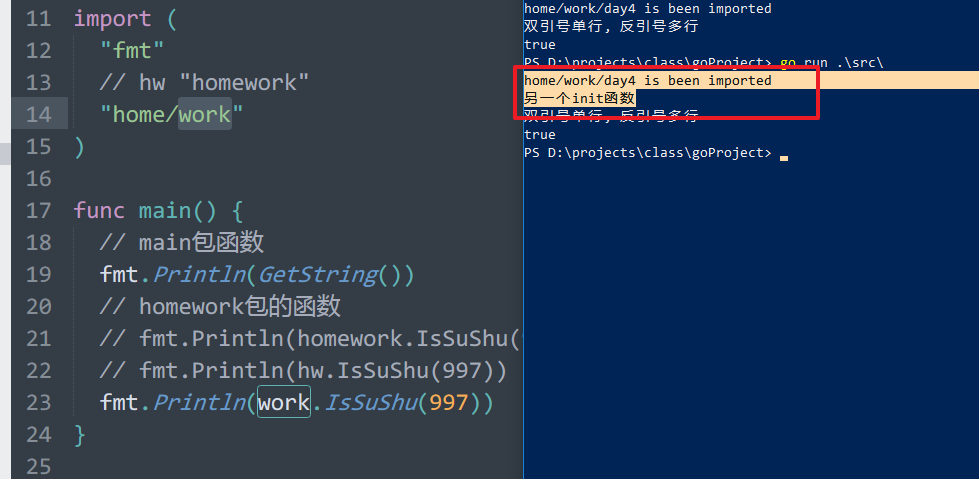 11 import (
12 "fmt"
13 // hw "homework"
14 "home/work"
15 )
16
17 func main() {
18 // main包函数
19 fmt.Println(GetString())
20 // homework包的函数
21 // fmt.Println(homework.IsSuShu(
22 // fmt.Println(hw.IsSuShu(997))
23 fmt.Println(work.IsSuShu(997))
24 }
25
home/work/day4 is been imported
双引号单行, 反引号多行
true
PS D:\projects\class\goProject> go run .\src\
home/work/day4 is been imported
另一个init函数
双引号单行, 反引号多行
true
PS D:\projects\class\goProject>